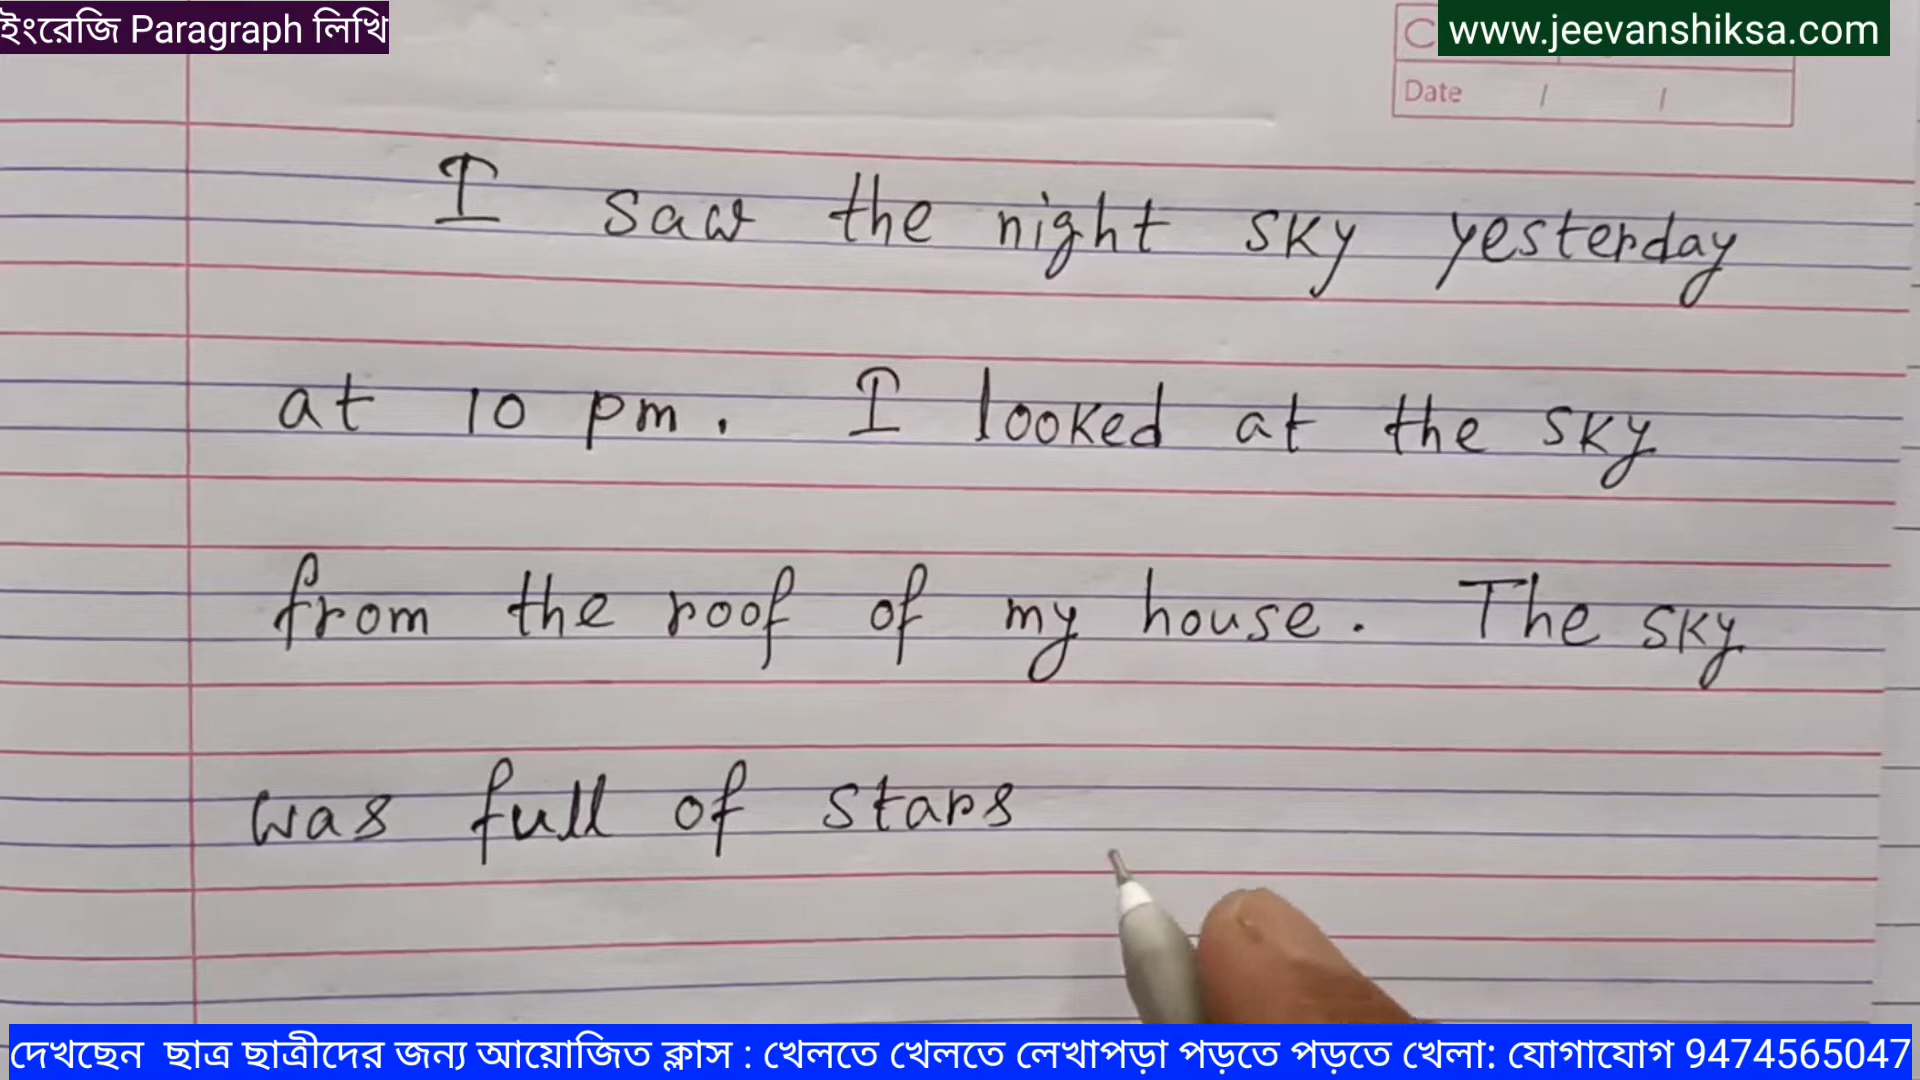 ইংরেজি Paragraph লিখি
www.jeevanshiksa.com
C
Date / /
I saw the night sky yesterday
at 10 pm. I looked at the sky
from the roof of my house. The sky
was full of stars
দেখছেন ছাত্র ছাত্রীদের জন্য আয়োজিত ক্লাস : খেলতে খেলতে লেখাপড়া পড়তে পড়তে খেলা: যোগাযোগ 9474565047